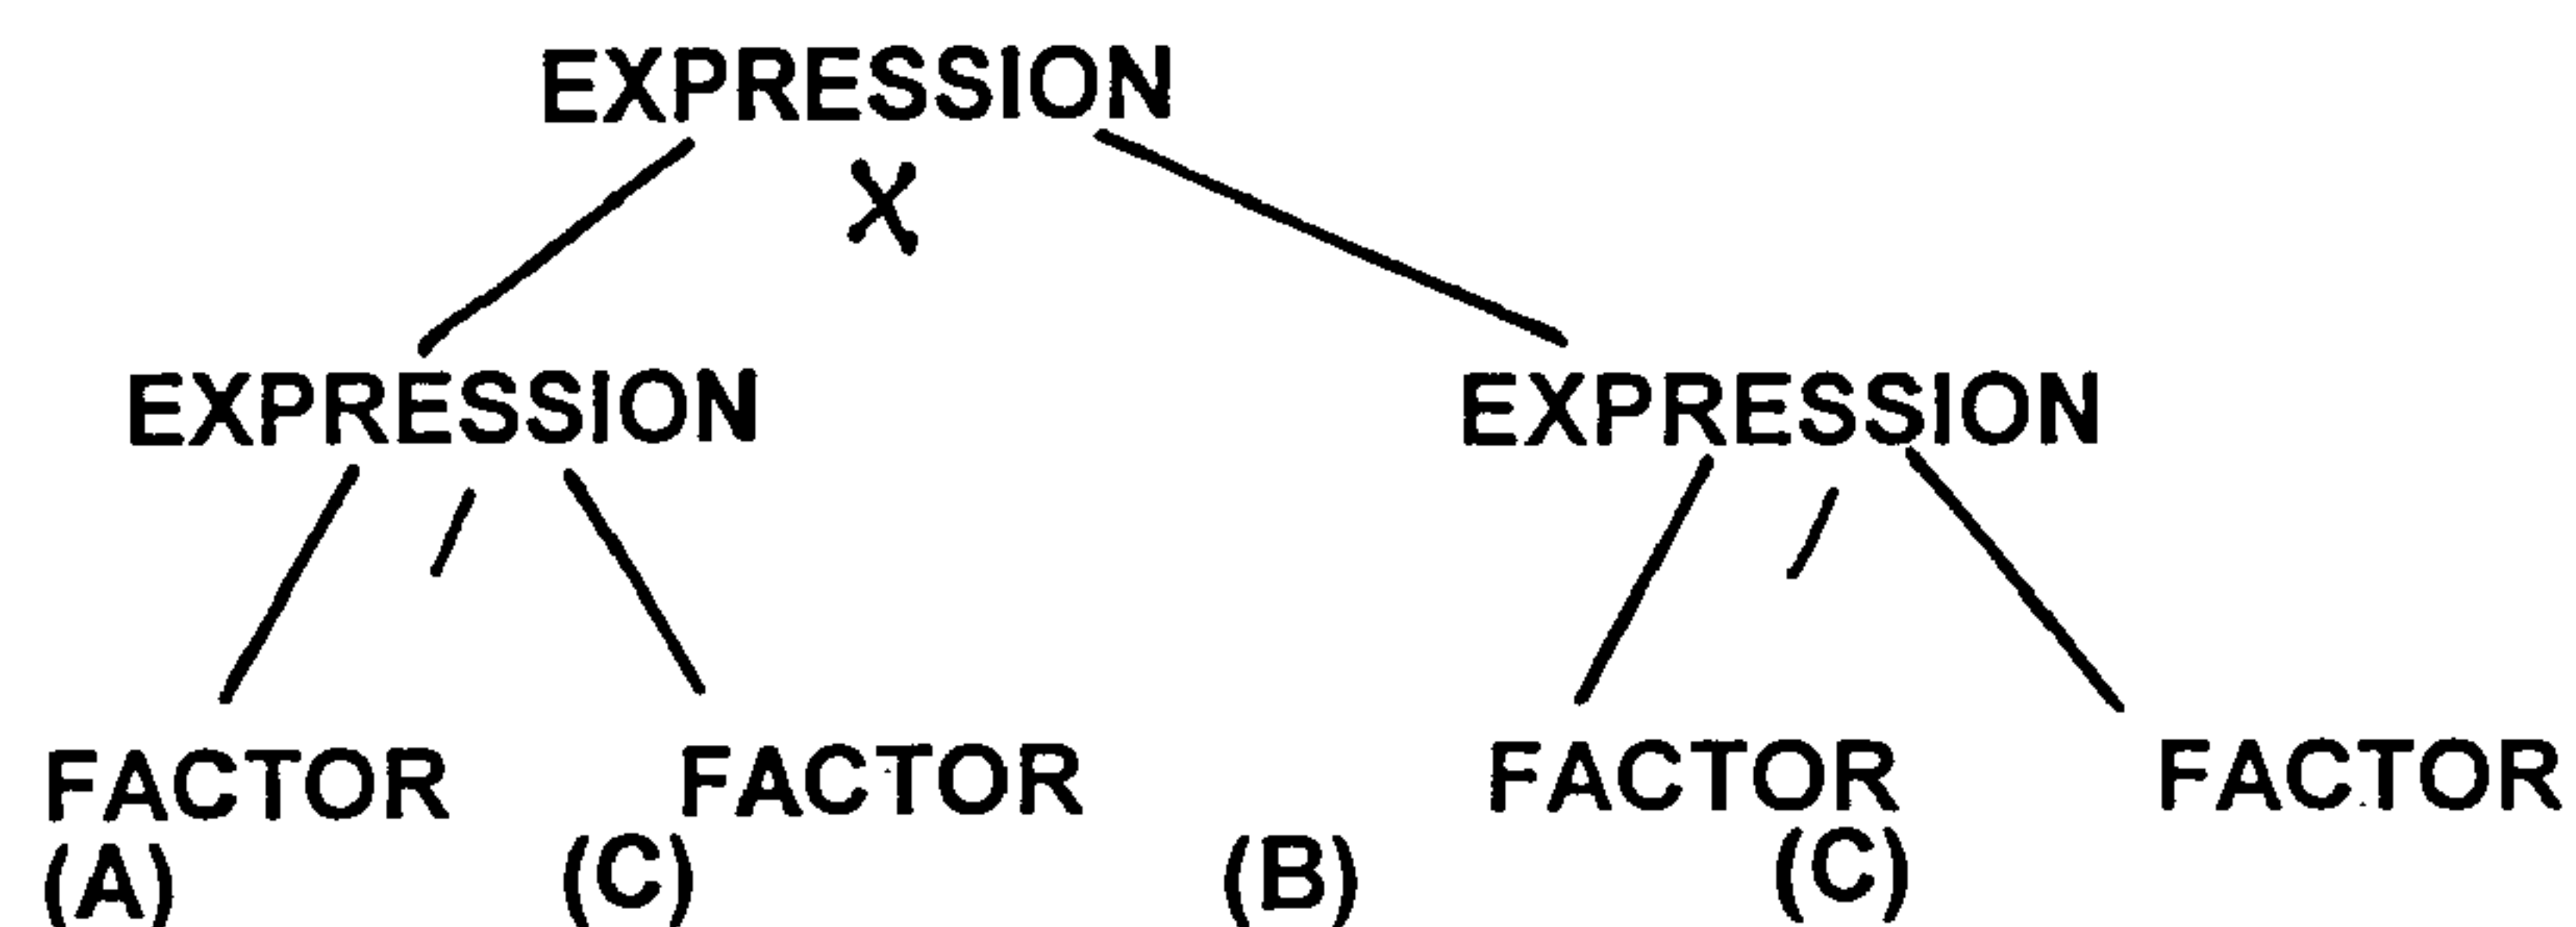 EXPRESSION
X
EXPRESSION EXPRESSION
/ /
FACTOR FACTOR FACTOR FACTOR
(A) (C) (B) (C)